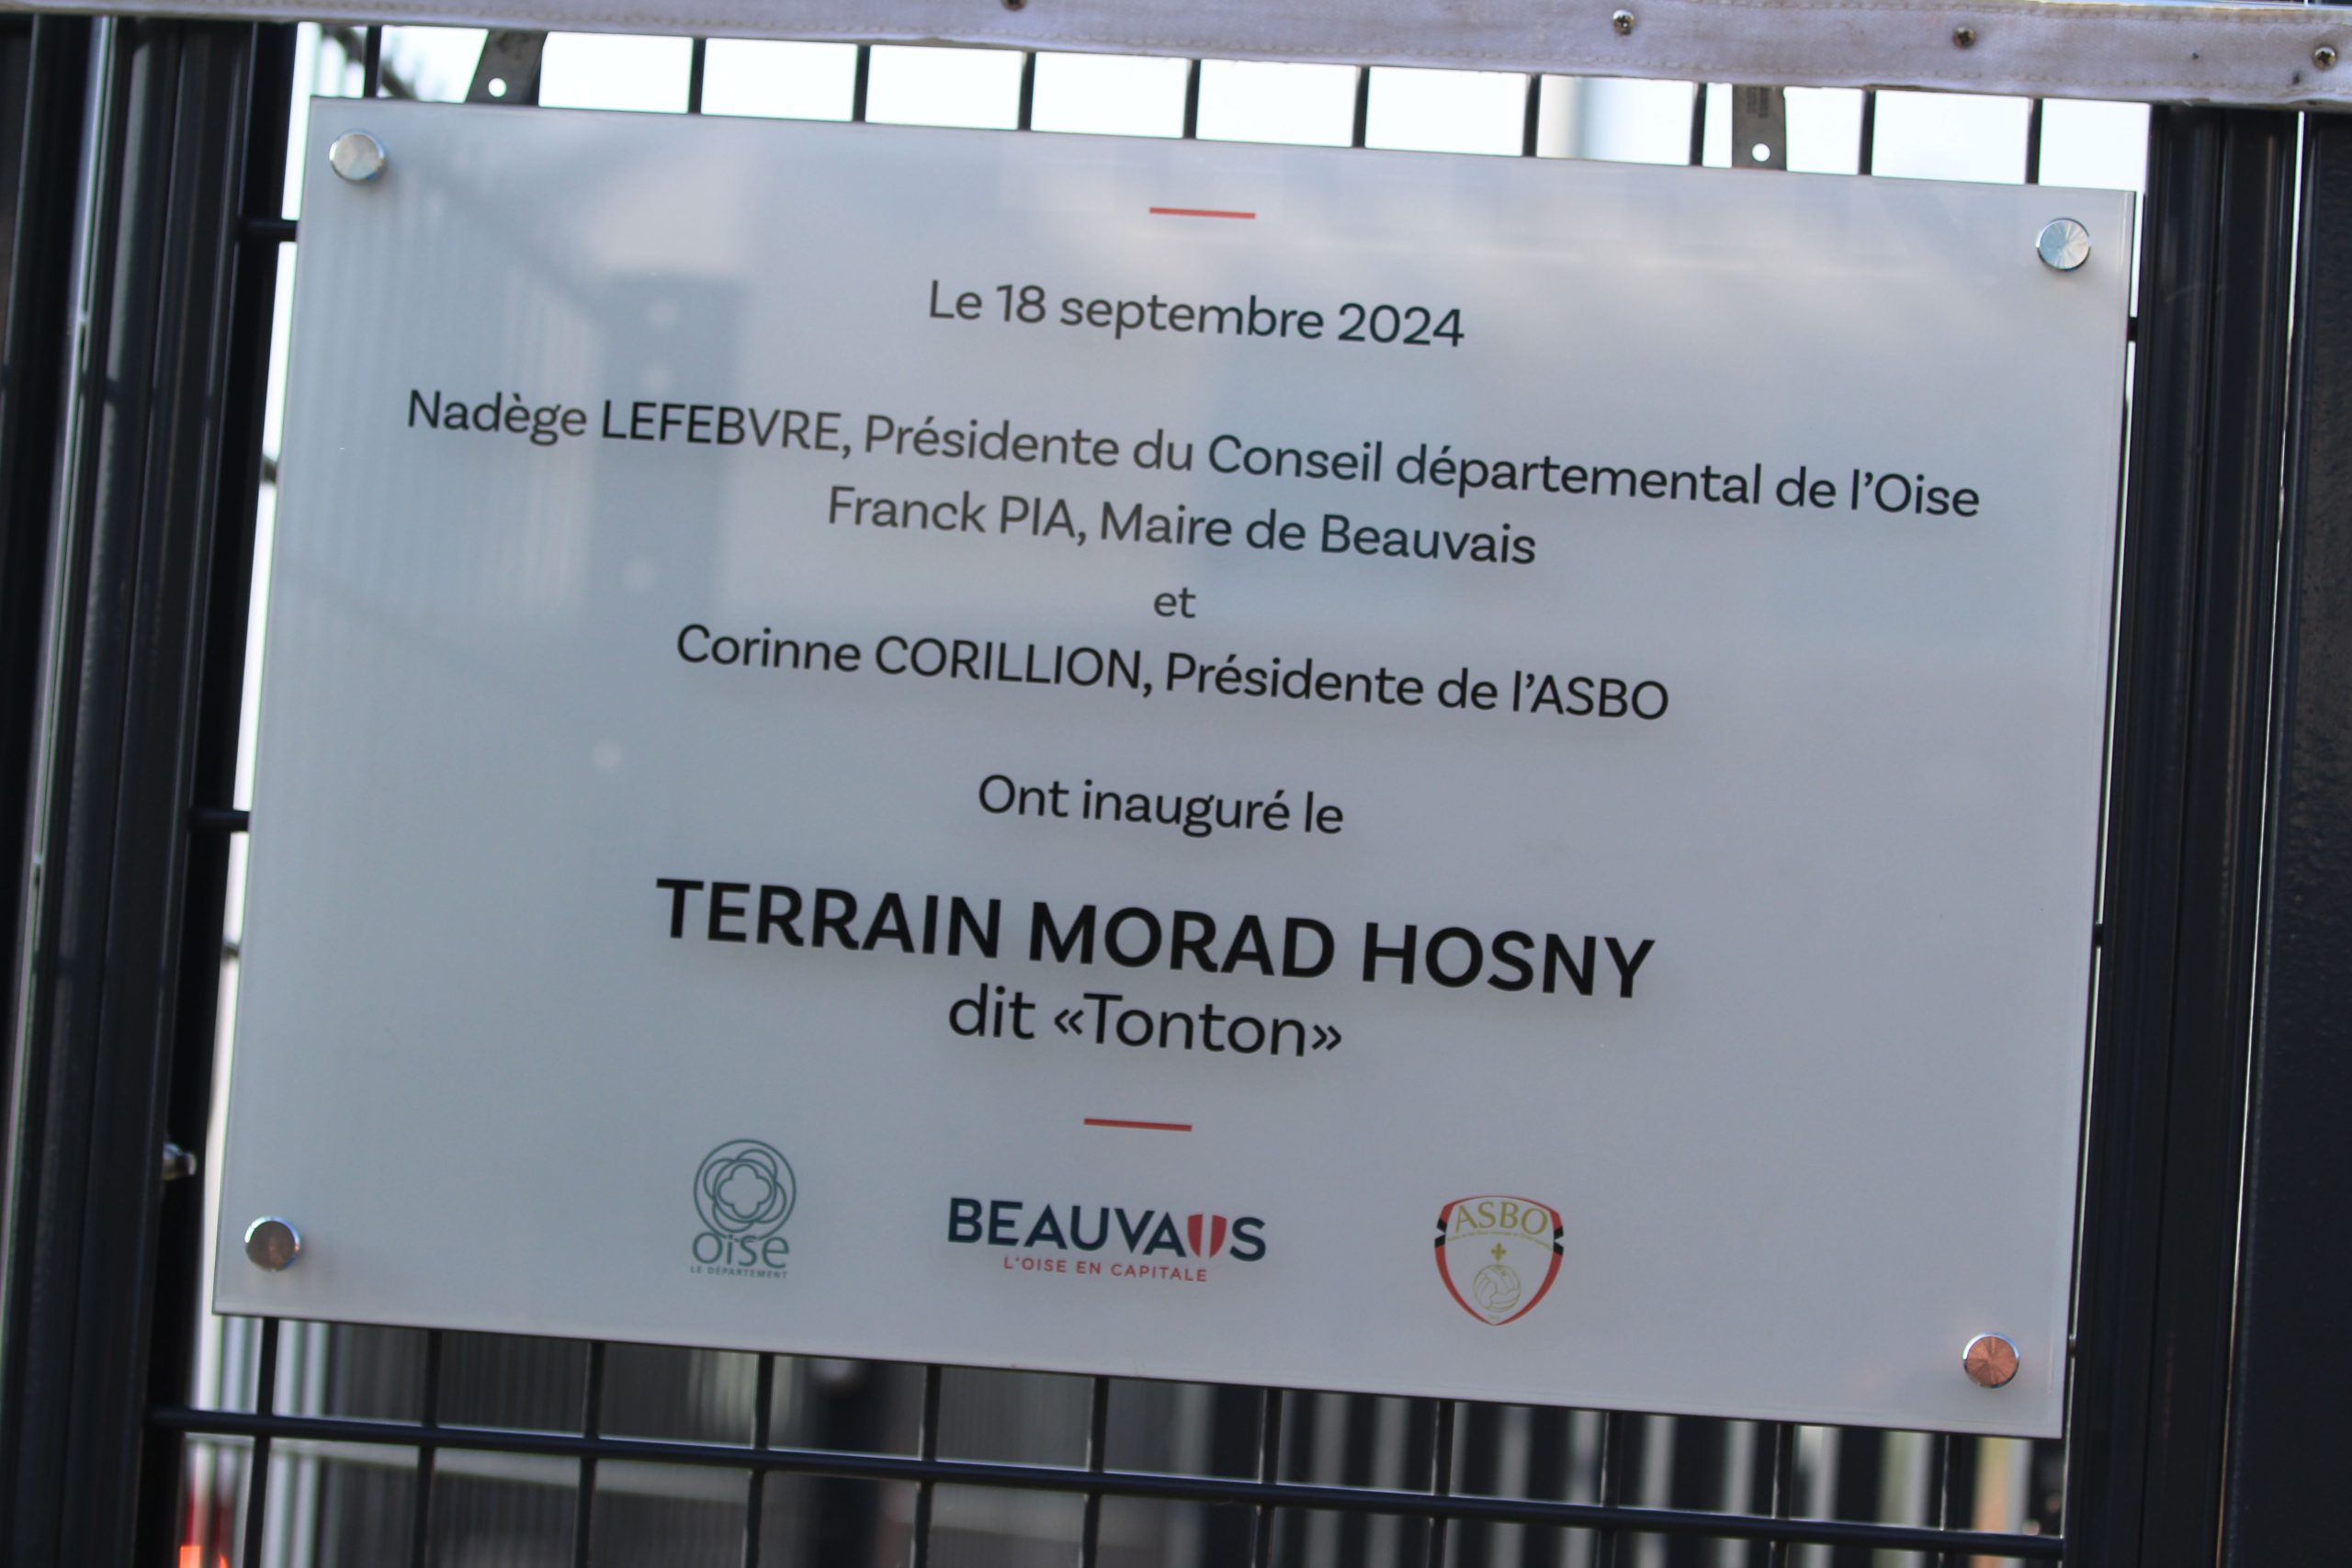 Le 18 septembre 2024
Nadège LEFEBVRE, Présidente du Conseil départemental de l'Oise
Franck PIA, Maire de Beauvais
et
Corinne CORILLION, Présidente de l'ASBO
Ont inauguré le
TERRAIN MORAD HOSNY
dit «Tonton»
oise
LE DÉPARTEMENT
BEAUVAIS
L'OISE EN CAPITALE
ASBO